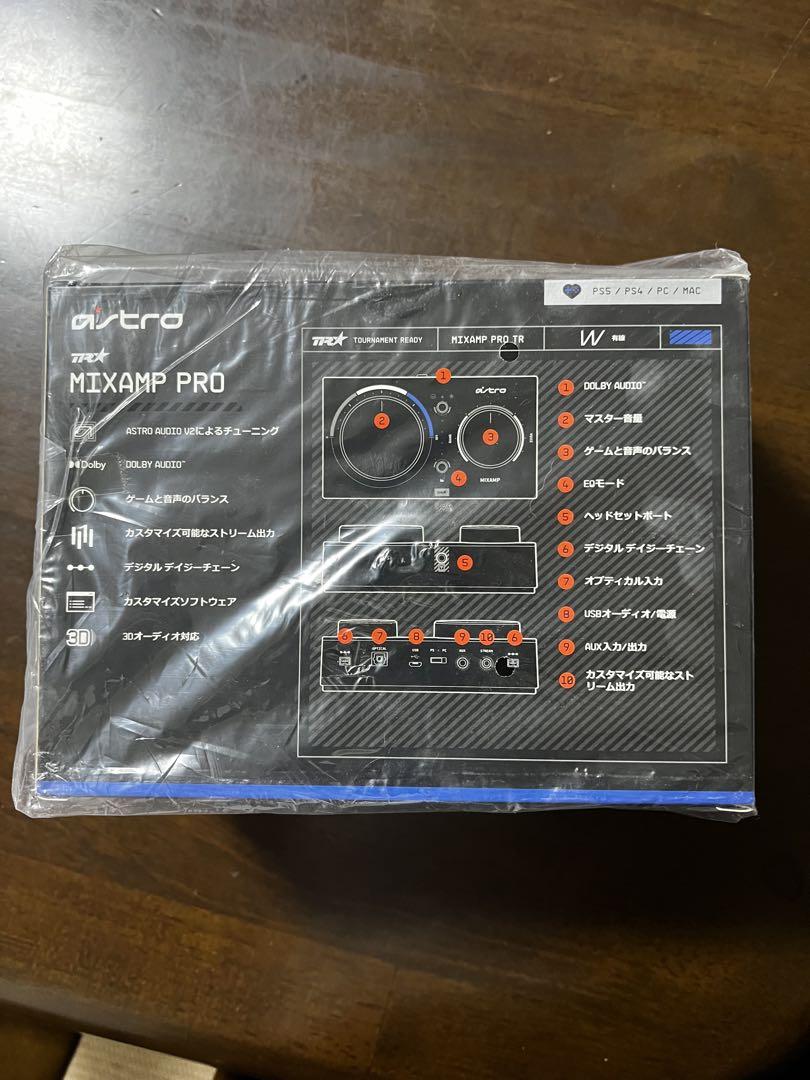 PS5 / PS4 / PC / MAC
astro
TR
MIXAMP PRO
ASTRO AUDIO V2によるチューニング
Dolby
DOLBY AUDIO™
ゲームと音声のバランス
カスタマイズ可能なストリーム出力
デジタル デイジーチェーン
カスタマイズソフトウェア
3D
3Dオーディオ対応
TR
TOURNAMENT READY
MIXAMP PRO TR
W
有線
astro
MIXAMP
1
2
3
4
5
6
7
8
9
10
6
OPTICAL
USB
PS - PC
AUX
STREAM
1 DOLBY AUDIO™
2 マスター音量
3 ゲームと音声のバランス
4 EQモード
5 ヘッドセットポート
6 デジタル デイジーチェーン
7 オプティカル入力
8 USBオーディオ/電源
9 AUX入力/出力
10 カスタマイズ可能なスト
リーム出力